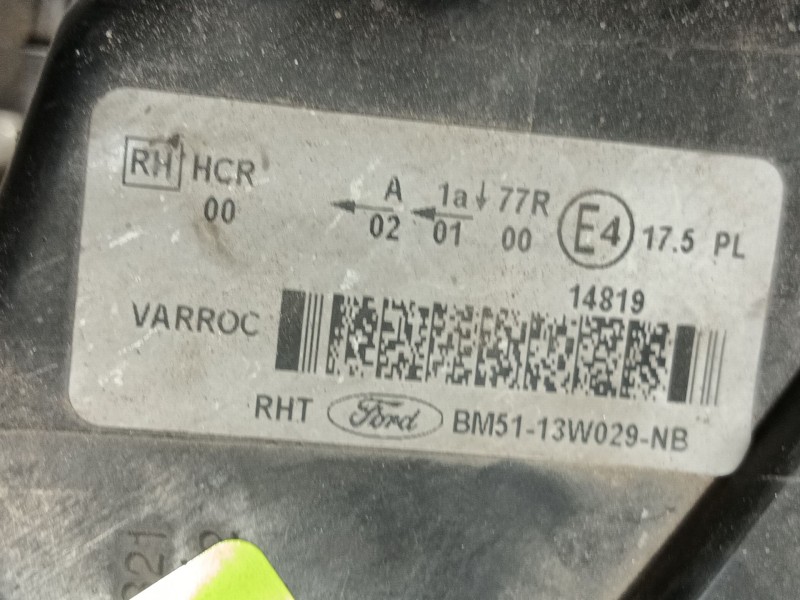 RH HCR A 1a 77R E4 17.5 PL
00 02 01 00
14819
VARROC
RHT Ford BM51-13W029-NB
321